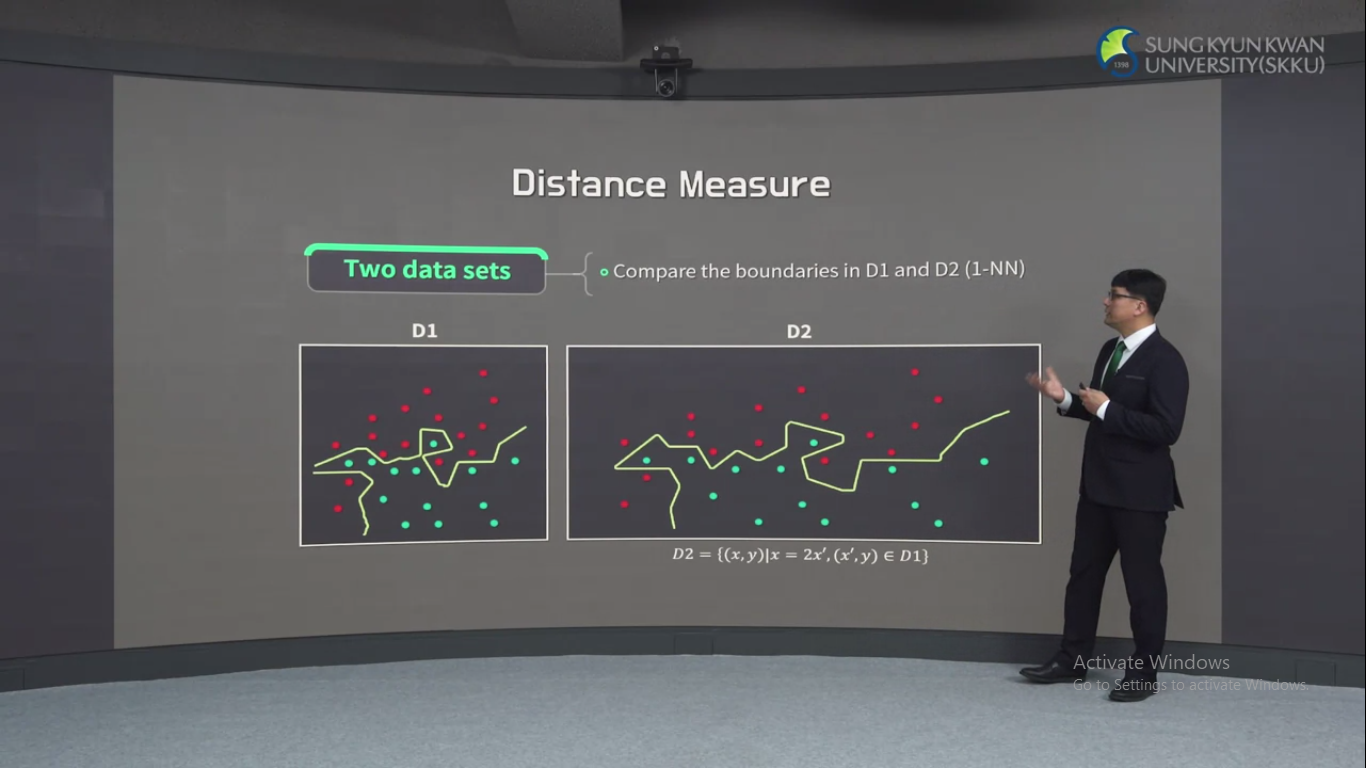 SUNG KYUN KWAN
UNIVERSITY(SKKU)
1398
Distance Measure
Two data sets
Compare the boundaries in D1 and D2 (1-NN)
D1
D2
D2 = {(x, y)|x = 2x′, (x′, y) ∈ D1}
Activate Windows
Go to Settings to activate Windows.